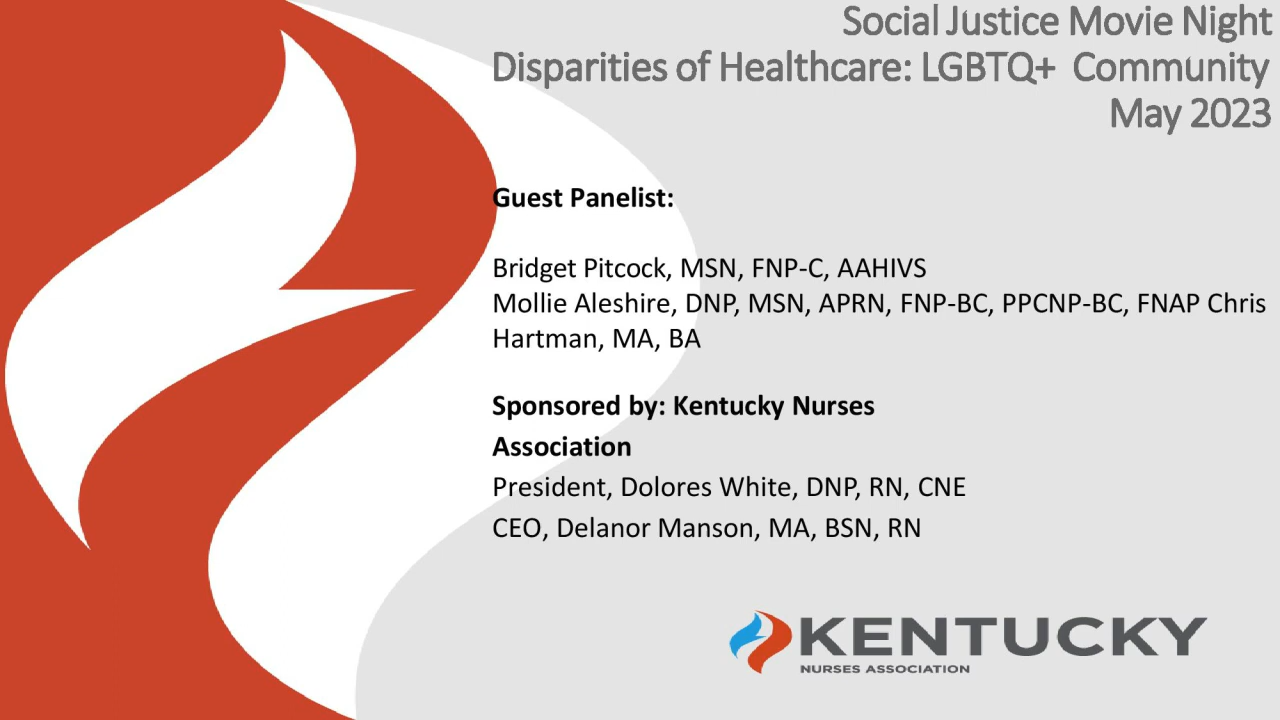 Social Justice Movie Night
Disparities of Healthcare: LGBTQ+ Community
May 2023
Guest Panelist:
Bridget Pitcock, MSN, FNP-C, AAHIVS
Mollie Aleshire, DNP, MSN, APRN, FNP-BC, PPCNP-BC, FNAP Chris
Hartman, MA, BA
Sponsored by: Kentucky Nurses
Association
President, Dolores White, DNP, RN, CNE
CEO, Delanor Manson, MA, BSN, RN
KENTUCKY
NURSES ASSOCIATION